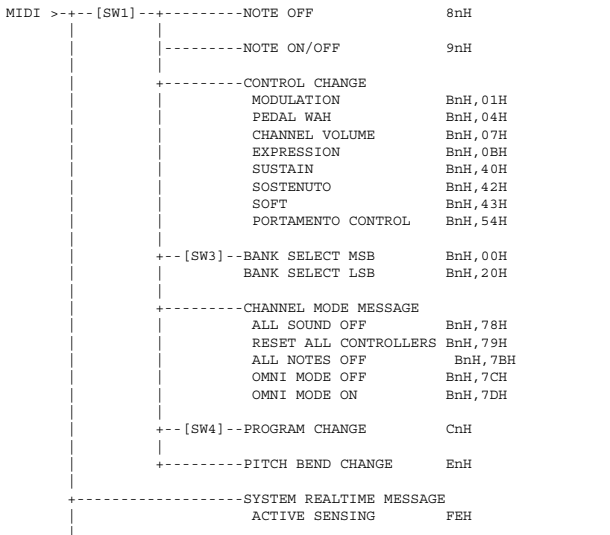 MIDI >-+--[SW1]--+---------NOTE OFF 8nH
|---------NOTE ON/OFF 9nH
+---------CONTROL CHANGE
MODULATION BnH,01H
PEDAL WAH BnH,04H
CHANNEL VOLUME BnH,07H
EXPRESSION BnH,0BH
SUSTAIN BnH,40H
SOSTENUTO BnH,42H
SOFT BnH,43H
PORTAMENTO CONTROL BnH,54H
+--[SW3]--BANK SELECT MSB BnH,00H
BANK SELECT LSB BnH,20H
+---------CHANNEL MODE MESSAGE
ALL SOUND OFF BnH,78H
RESET ALL CONTROLLERS BnH,79H
ALL NOTES OFF BnH,7BH
OMNI MODE OFF BnH,7CH
OMNI MODE ON BnH,7DH
+--[SW4]--PROGRAM CHANGE CnH
+---------PITCH BEND CHANGE EnH
+-------------------SYSTEM REALTIME MESSAGE
ACTIVE SENSING FEH